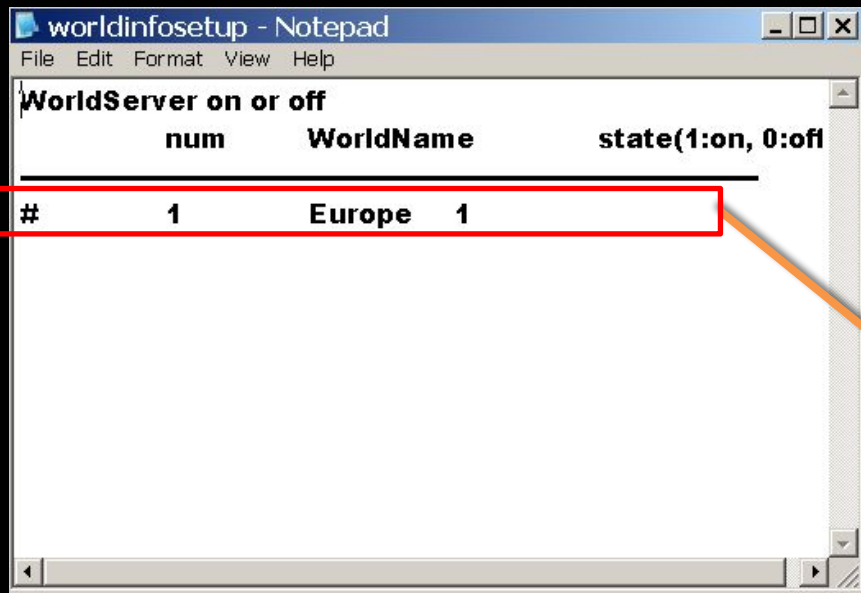 worldinfosetup - Notepad
File Edit Format View Help
WorldServer on or off
num WorldName state(1:on, 0:off
# 1 Europe 1